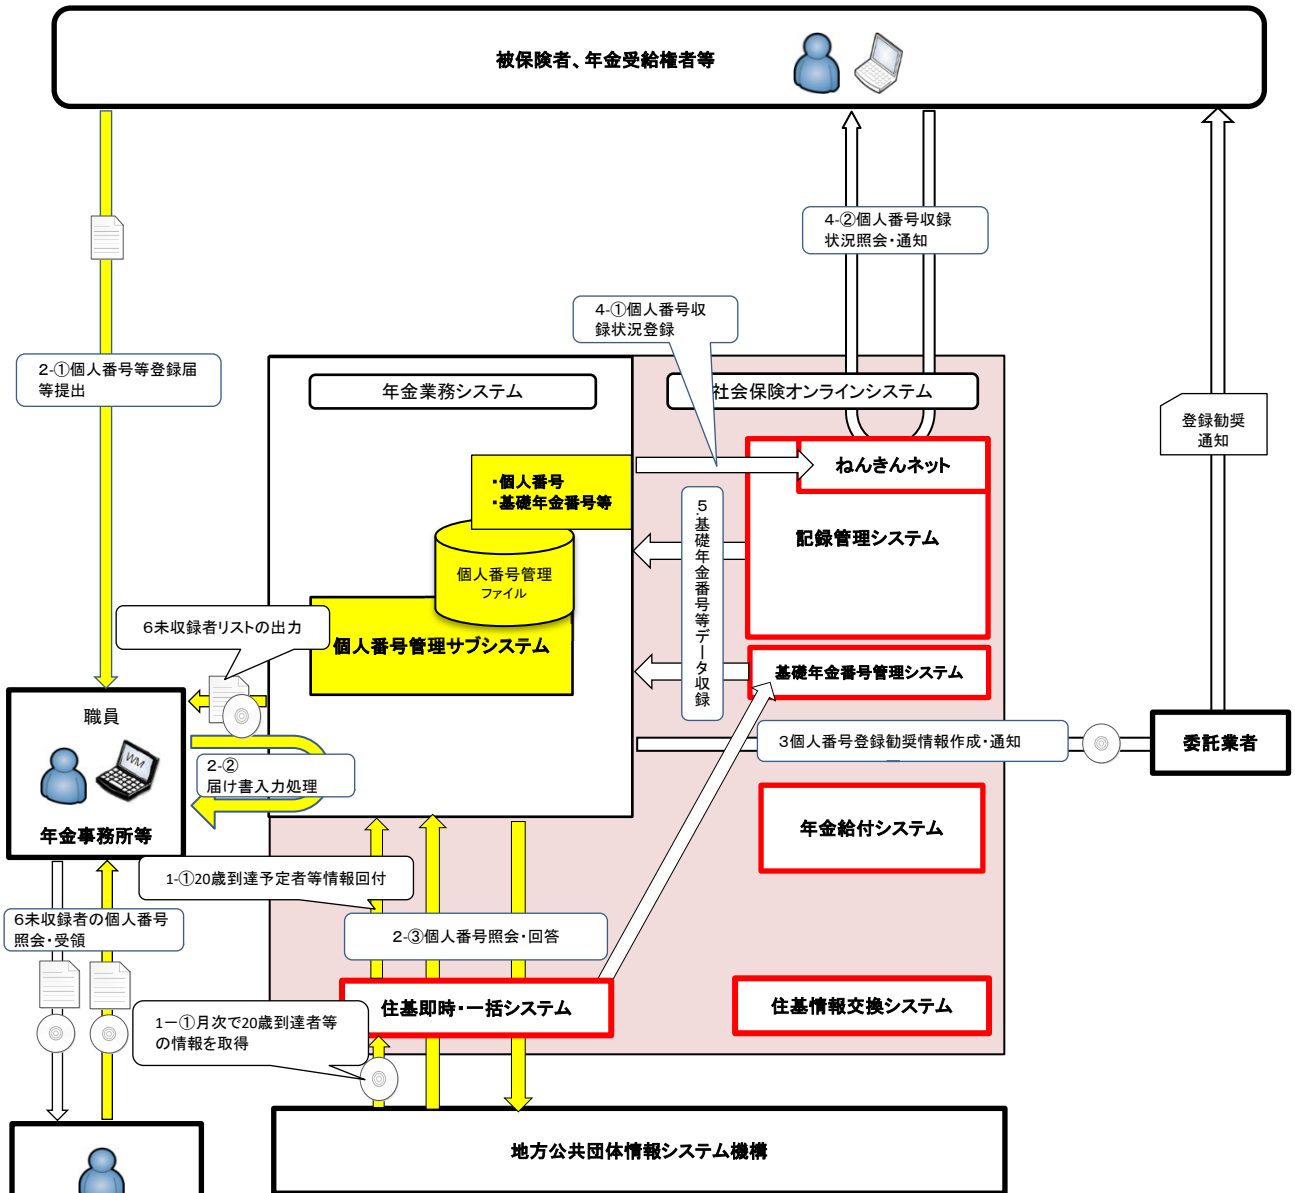 被保険者、年金受給権者等
4-②個人番号収録
状況照会・通知
4-①個人番号収
録状況登録
2-①個人番号等登録届
等提出
年金業務システム
社会保険オンラインシステム
登録勧奨
通知
・個人番号
・基礎年金番号等
ねんきんネット
記録管理システム
5.基礎年金番号等データ収録
個人番号管理
ファイル
個人番号管理サブシステム
6未収録者リストの出力
基礎年金番号管理システム
職員
WM
年金事務所等
2-②
届け書入力処理
3個人番号登録勧奨情報作成・通知
委託業者
年金給付システム
1-①20歳到達予定者等情報回付
6未収録者の個人番号
照会・受領
2-③個人番号照会・回答
住基即時・一括システム
住基情報交換システム
1ー①月次で20歳到達者等
の情報を取得
地方公共団体情報システム機構